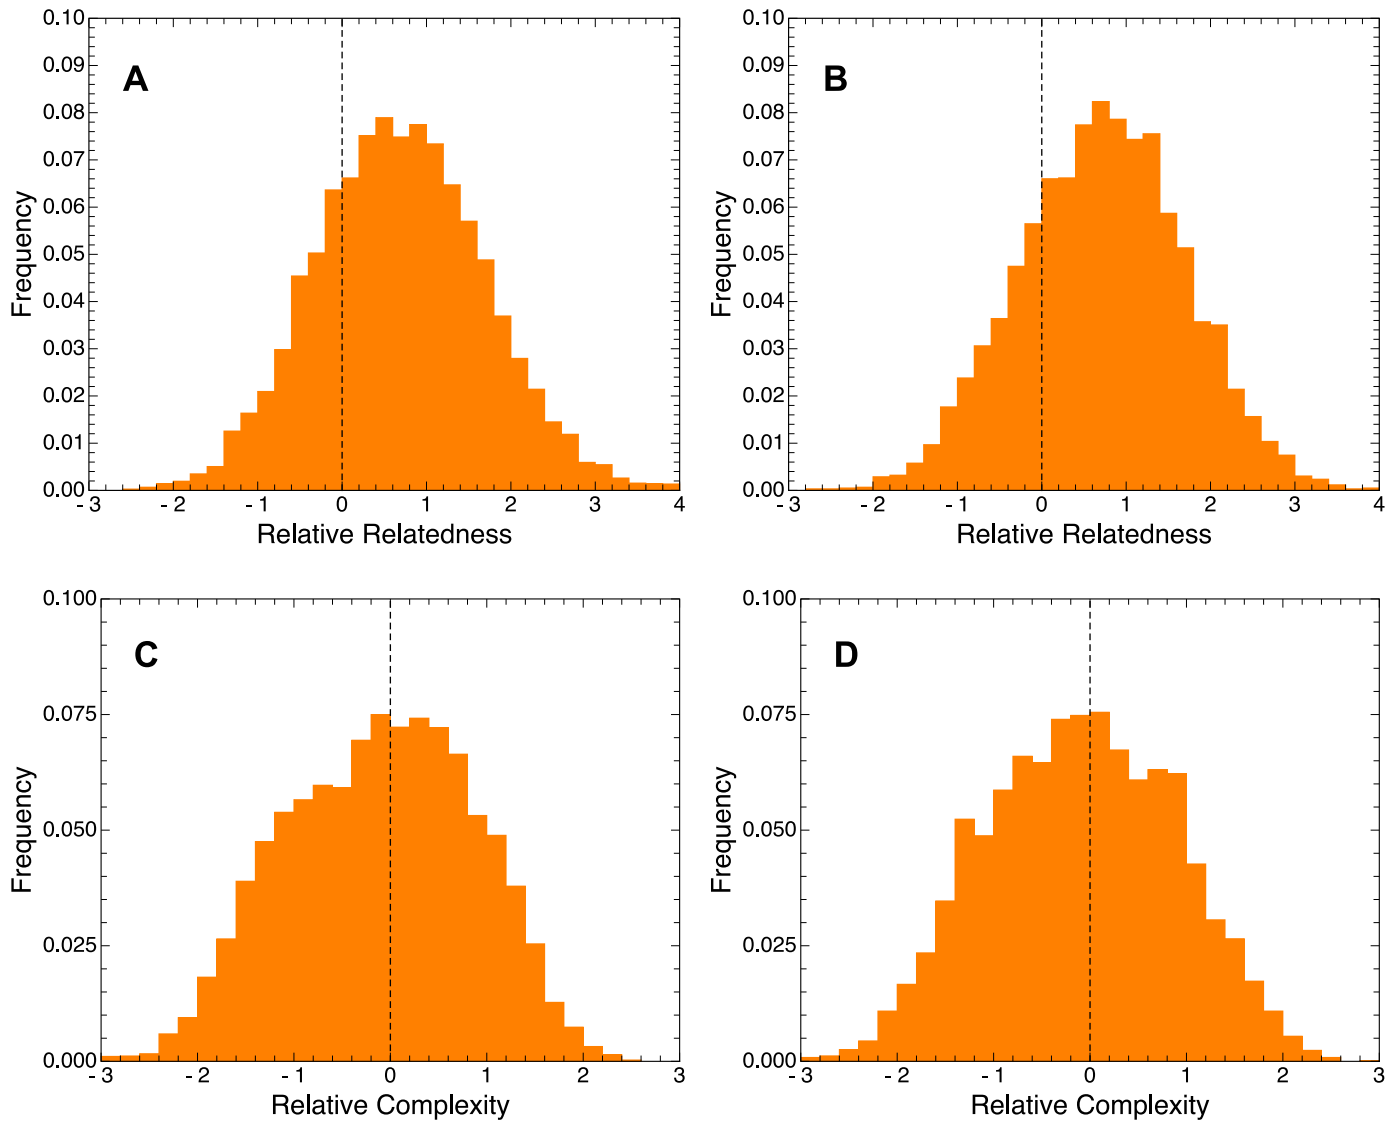 A
Frequency
0.10
0.09
0.08
0.07
0.06
0.05
0.04
0.03
0.02
0.01
0.00
-3 -2 -1 0 1 2 3 4
Relative Relatedness
B
Frequency
0.10
0.09
0.08
0.07
0.06
0.05
0.04
0.03
0.02
0.01
0.00
-3 -2 -1 0 1 2 3 4
Relative Relatedness
C
Frequency
0.100
0.075
0.050
0.025
0.000
-3 -2 -1 0 1 2 3
Relative Complexity
D
Frequency
0.100
0.075
0.050
0.025
0.000
-3 -2 -1 0 1 2 3
Relative Complexity